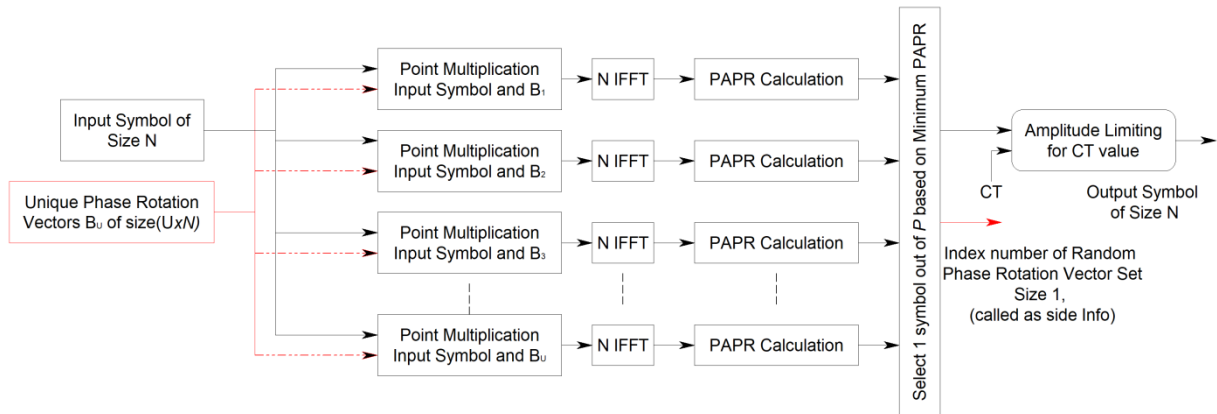 Input Symbol of
Size N
Unique Phase Rotation
Vectors BU of size(UxN)
Point Multiplication
Input Symbol and B1
N IFFT
PAPR Calculation
Point Multiplication
Input Symbol and B2
N IFFT
PAPR Calculation
Point Multiplication
Input Symbol and B3
N IFFT
PAPR Calculation
Point Multiplication
Input Symbol and BU
N IFFT
PAPR Calculation
Select 1 symbol out of P based on Minimum PAPR
Amplitude Limiting
for CT value
CT
Output Symbol
of Size N
Index number of Random
Phase Rotation Vector Set
Size 1,
(called as side Info)